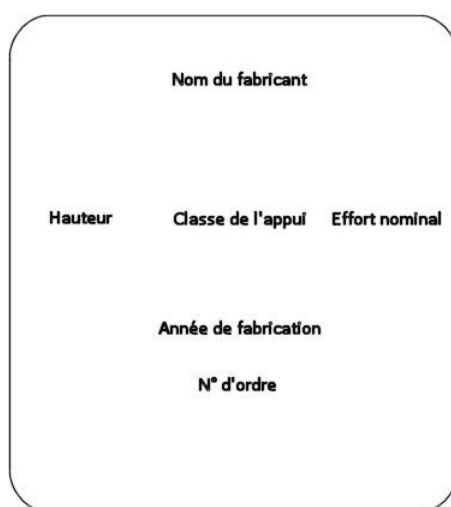 Nom du fabricant
Hauteur Classe de l'appui Effort nominal
Année de fabrication
N° d'ordre